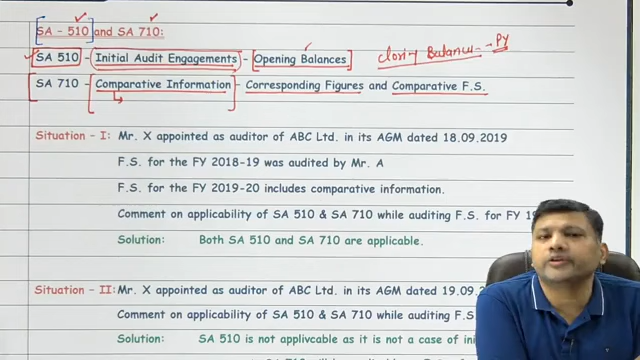 SA - 510 and SA 710:
SA 510 - Initial Audit Engagements - Opening Balances closing Balance - PY
SA 710 - Comparative Information - Corresponding Figures and Comparative F.S.
Situation - I: Mr. X appointed as auditor of ABC Ltd. in its AGM dated 18.09.2019
F.S. for the FY 2018-19 was audited by Mr. A
F.S. for the FY 2019-20 includes comparative information.
Comment on applicability of SA 510 & SA 710 while auditing F.S. for FY
Solution: Both SA 510 and SA 710 are applicable.
Situation - II: Mr. X appointed as auditor of ABC Ltd. in its AGM dated 19.09.2
Comment on applicability of SA 510 & SA 710 while auditing F.S.
Solution: SA 510 is not applivcable as it is not a case of ini